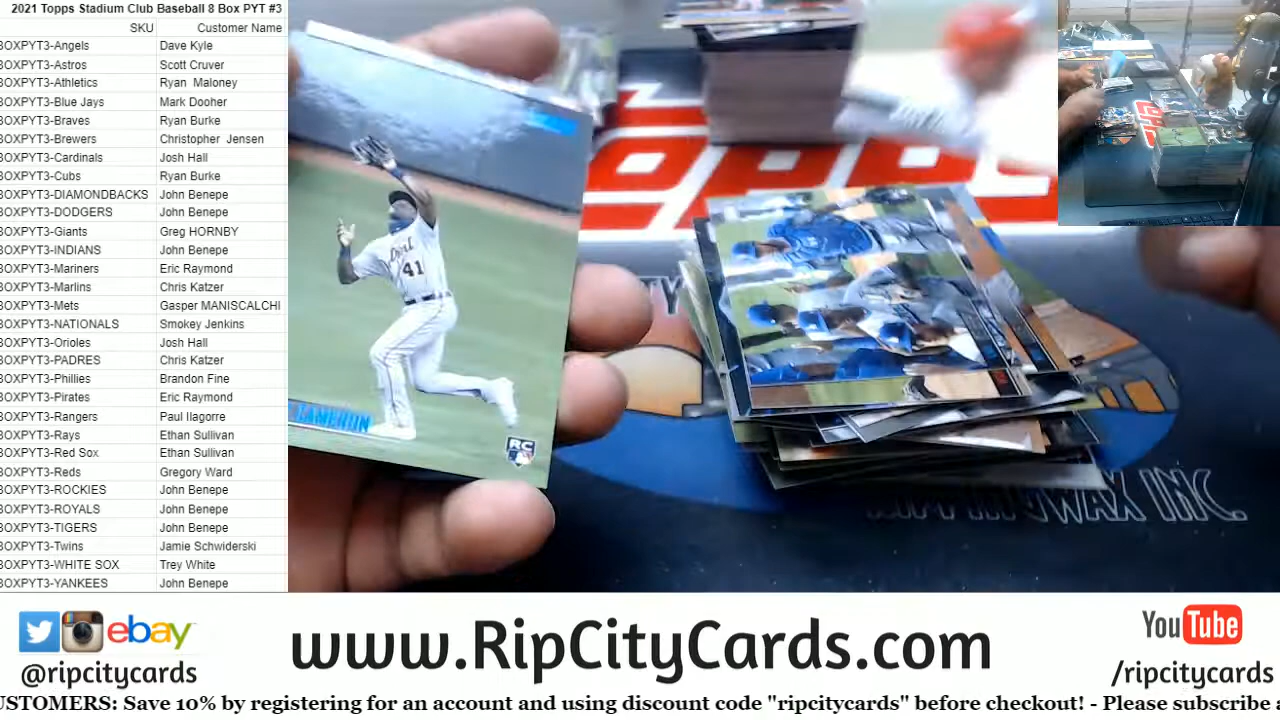 2021 Topps Stadium Club Baseball 8 Box PYT #3
SKU Customer Name
BOXPYT3-Angels Dave Kyle
BOXPYT3-Astros Scott Cruver
BOXPYT3-Athletics Ryan Maloney
BOXPYT3-Blue Jays Mark Dooher
BOXPYT3-Braves Ryan Burke
BOXPYT3-Brewers Christopher Jensen
BOXPYT3-Cardinals Josh Hall
BOXPYT3-Cubs Ryan Burke
BOXPYT3-DIAMONDBACKS John Benepe
BOXPYT3-DODGERS John Benepe
BOXPYT3-Giants Greg HORNBY
BOXPYT3-INDIANS John Benepe
BOXPYT3-Mariners Eric Raymond
BOXPYT3-Marlins Chris Katzer
BOXPYT3-Mets Gasper MANISCALCHI
BOXPYT3-NATIONALS Smokey Jenkins
BOXPYT3-Orioles Josh Hall
BOXPYT3-PADRES Chris Katzer
BOXPYT3-Phillies Brandon Fine
BOXPYT3-Pirates Eric Raymond
BOXPYT3-Rangers Paul Ilagorre
BOXPYT3-Rays Ethan Sullivan
BOXPYT3-Red Sox Ethan Sullivan
BOXPYT3-Reds Gregory Ward
BOXPYT3-ROCKIES John Benepe
BOXPYT3-ROYALS John Benepe
BOXPYT3-TIGERS John Benepe
BOXPYT3-Twins Jamie Schwiderski
BOXPYT3-WHITE SOX Trey White
BOXPYT3-YANKEES John Benepe
41
RC
WAX INC.
ebay
@ripcitycards
www.RipCityCards.com
YouTube
/ripcitycards
USTOMERS: Save 10% by registering for an account and using discount code "ripcitycards" before checkout! - Please subscribe a